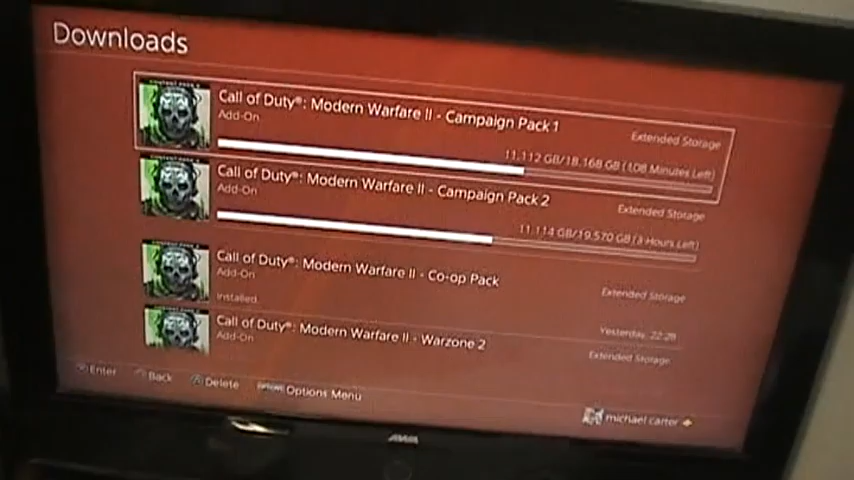 Downloads
Call of Duty®: Modern Warfare II - Campaign Pack 1
Add-On
Extended Storage
11.112 GB/18.168 GB (108 Minutes Left)
Call of Duty®: Modern Warfare II - Campaign Pack 2
Add-On
Extended Storage
11.114 GB/19.570 GB (3 Hours Left)
Call of Duty®: Modern Warfare II - Co-op Pack
Add-On
Extended Storage
Installed
Yesterday, 22:28
Call of Duty®: Modern Warfare II - Warzone 2
Add-On
Extended Storage
Enter Back Delete OPTIONS Options Menu
michael carter
AWA